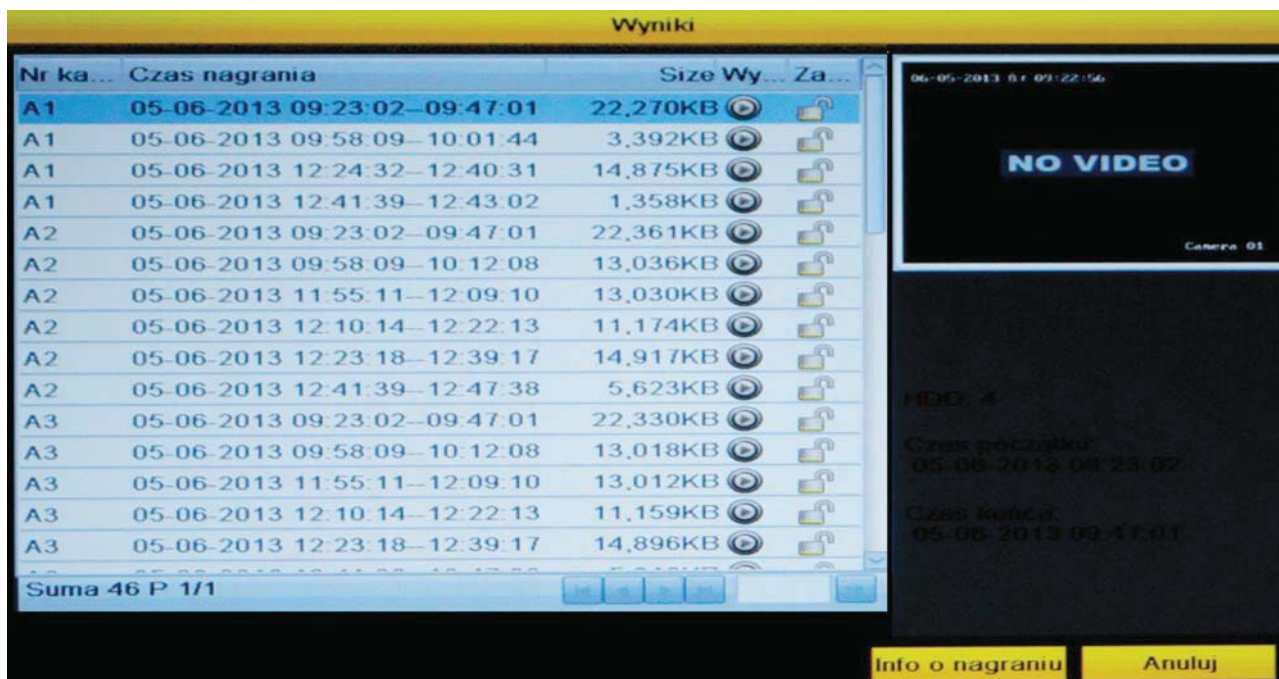 Wyniki
Nr ka... Czas nagrania Size Wy... Za...
A1 05-06-2013 09:23:02--09:47:01 22,270KB
A1 05-06-2013 09:58:09--10:01:44 3,392KB
A1 05-06-2013 12:24:32--12:40:31 14,875KB
A1 05-06-2013 12:41:39--12:43:02 1,358KB
A2 05-06-2013 09:23:02--09:47:01 22,361KB
A2 05-06-2013 09:58:09--10:12:08 13,036KB
A2 05-06-2013 11:55:11--12:09:10 13,030KB
A2 05-06-2013 12:10:14--12:22:13 11,174KB
A2 05-06-2013 12:23:18--12:39:17 14,917KB
A2 05-06-2013 12:41:39--12:47:38 5,623KB
A3 05-06-2013 09:23:02--09:47:01 22,330KB
A3 05-06-2013 09:58:09--10:12:08 13,018KB
A3 05-06-2013 11:55:11--12:09:10 13,012KB
A3 05-06-2013 12:10:14--12:22:13 11,159KB
A3 05-06-2013 12:23:18--12:39:17 14,896KB
Suma 46 P 1/1
06-05-2013 09:22:56
NO VIDEO
Camera 01
HDD: 4
Czas początku:
05-06-2013 09:23:02
Czas końca:
05-06-2013 09:47:01
Info o nagraniu
Anuluj